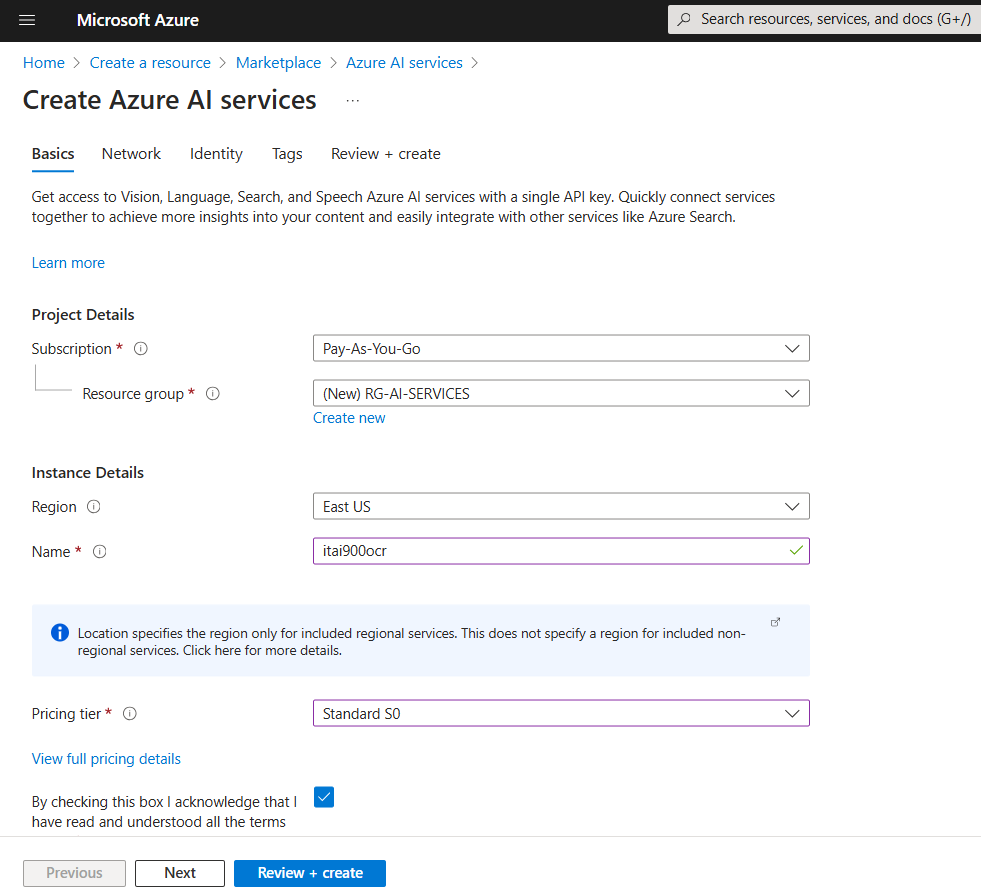 Microsoft Azure
Search resources, services, and docs (G+/)
Home > Create a resource > Marketplace > Azure AI services >
Create Azure AI services ...
Basics Network Identity Tags Review + create
Get access to Vision, Language, Search, and Speech Azure AI services with a single API key. Quickly connect services
together to achieve more insights into your content and easily integrate with other services like Azure Search.
Learn more
Project Details
Subscription * Pay-As-You-Go
Resource group * (New) RG-AI-SERVICES
Create new
Instance Details
Region East US
Name * itai900ocr
Location specifies the region only for included regional services. This does not specify a region for included non-
regional services. Click here for more details.
Pricing tier * Standard S0
View full pricing details
By checking this box I acknowledge that I
have read and understood all the terms
Previous Next Review + create